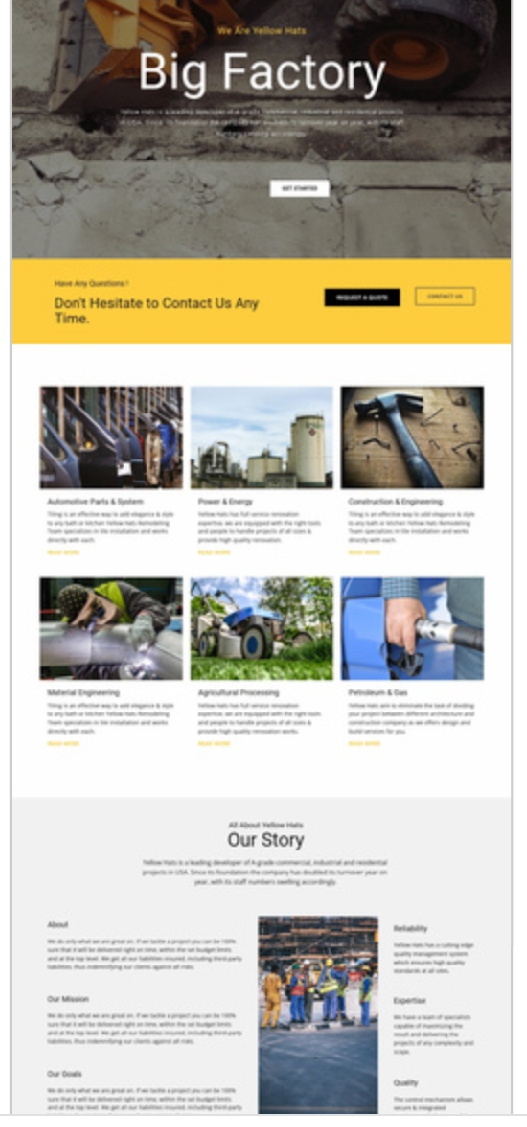 We Are Yellow Hats
Big Factory
Yellow Hats is a leading developer of A-grade commercial, industrial and residential projects
in USA. Since its foundation the company has doubled its turnover year on year, with its staff
numbers swelling accordingly.
GET STARTED
Have Any Questions!
Don't Hesitate to Contact Us Any
Time.
REQUEST A QUOTE
CONTACT US
Automotive Parts & System
Tiling is an effective way to add elegance & style
to any bath or kitchen Yellow Hats Remodeling
Team specializes in tile installation and works
directly with each.
READ MORE
Power & Energy
Yellow Hats has full service renovation
expertise, we are equipped with the right tools
and people to handle projects of all sizes &
provide high quality renovation.
READ MORE
Construction & Engineering
Tiling is an effective way to add elegance & style
to any bath or kitchen Yellow Hats Remodeling
Team specializes in tile installation and works
directly with each.
READ MORE
Material Engineering
Tiling is an effective way to add elegance & style
to any bath or kitchen Yellow Hats Remodeling
Team specializes in tile installation and works
directly with each.
READ MORE
Agricultural Processing
Yellow Hats has full service renovation
expertise, we are equipped with the right tools
and people to handle projects of all sizes &
provide high quality renovation works.
READ MORE
Petroleum & Gas
Yellow Hats aim to eliminate the task of dividing
your project between different architecture and
construction company as we offers design and
build services for you.
READ MORE
All About Yellow Hats
Our Story
Yellow Hats is a leading developer of A-grade commercial, industrial and residential
projects in USA. Since its foundation the company has doubled its turnover year on
year, with its staff numbers swelling accordingly.
About
We do only what we are great on. If we tackle a project you can be 100%
sure that it will be delivered right on time, within the set budget limits
and at the top level. We get all our liabilities insured, including third-party
liabilities, thus indemnifying our clients against all risks.
Our Mission
We do only what we are great on. If we tackle a project you can be 100%
sure that it will be delivered right on time, within the set budget limits
and at the top level. We get all our liabilities insured, including third-party
liabilities, thus indemnifying our clients against all risks.
Our Goals
We do only what we are great on. If we tackle a project you can be 100%
sure that it will be delivered right on time, within the set budget limits
and at the top level. We get all our liabilities insured, including third-party
Reliability
Yellow Hats has a cutting edge
quality management system
which ensures high quality
standards at all sites.
Expertise
We have a team of specialists
capable of maximizing the
result and delivering the
projects of any complexity and
scope.
Quality
The control mechanism allows
secure & integrated